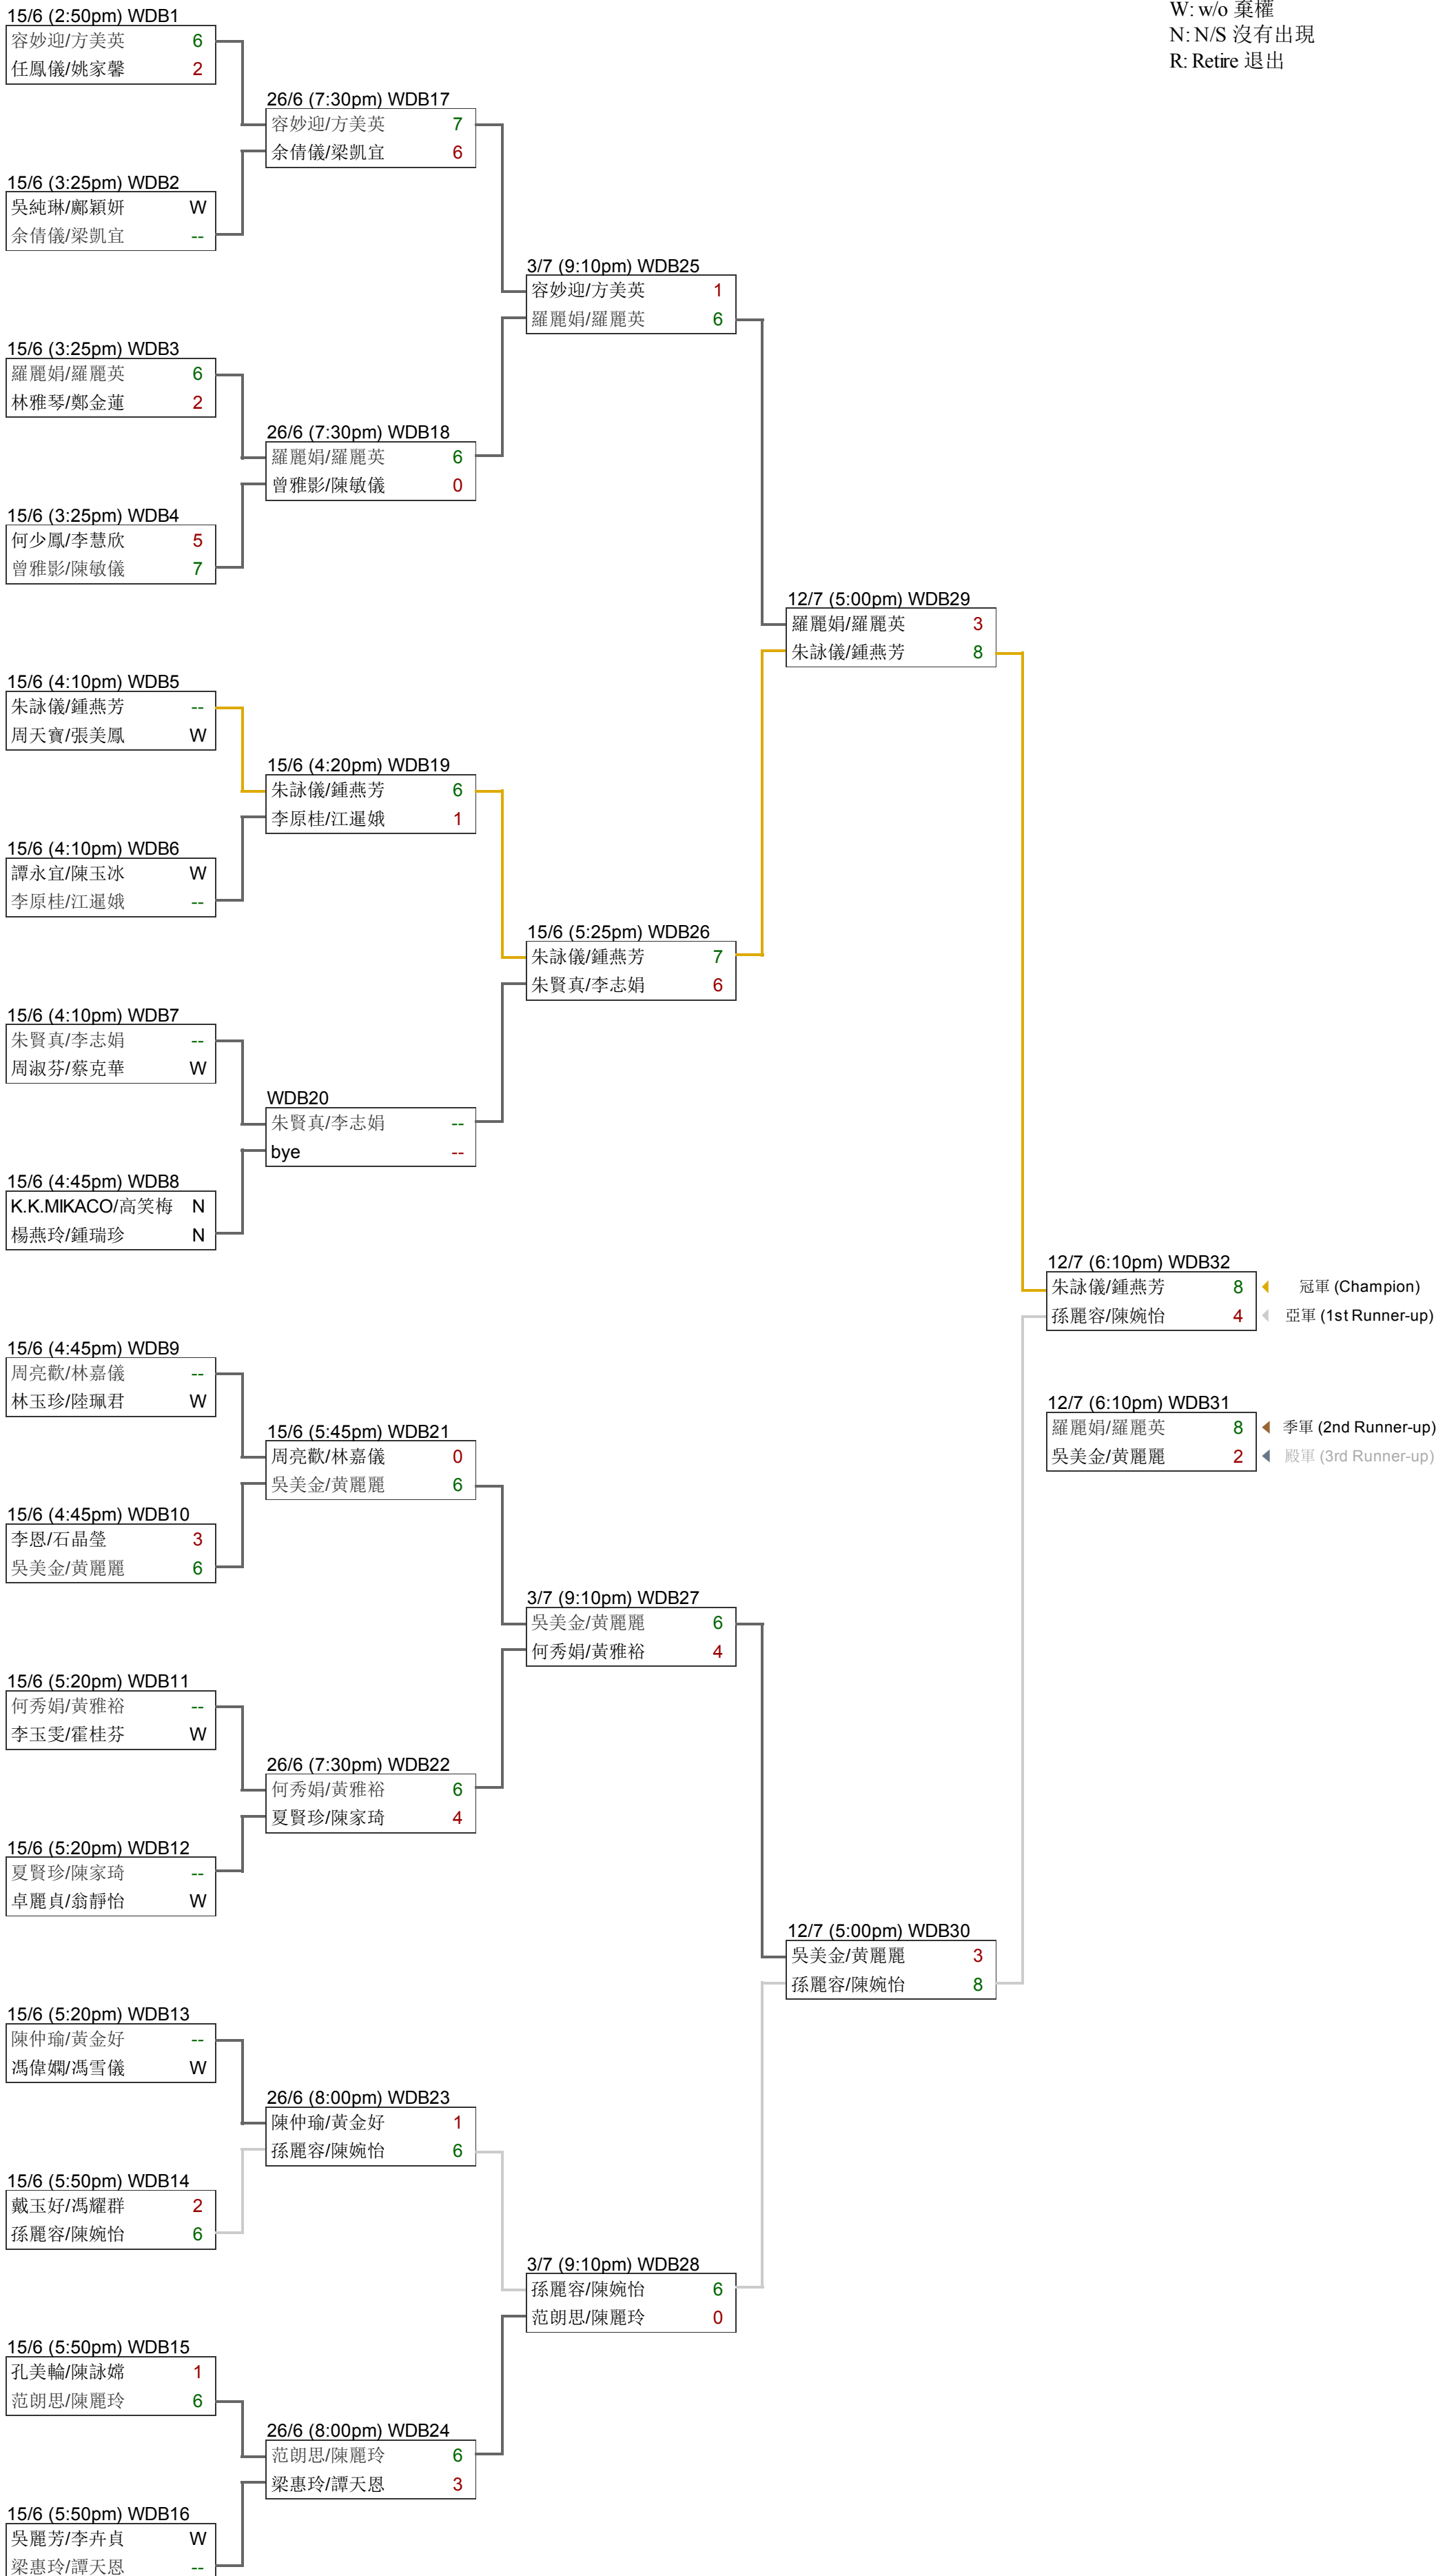 W: w/o 棄權
N: N/S 沒有出現
R: Retire 退出
15/6 (2:50pm) WDB1
容妙迎/方美英 6
任鳳儀/姚家馨 2
26/6 (7:30pm) WDB17
容妙迎/方美英 7
余倩儀/梁凱宜 6
15/6 (3:25pm) WDB2
吳純琳/鄺穎妍 W
余倩儀/梁凱宜 --
3/7 (9:10pm) WDB25
容妙迎/方美英 1
羅麗娟/羅麗英 6
15/6 (3:25pm) WDB3
羅麗娟/羅麗英 6
林雅琴/鄭金蓮 2
26/6 (7:30pm) WDB18
羅麗娟/羅麗英 6
曾雅影/陳敏儀 0
15/6 (3:25pm) WDB4
何少鳳/李慧欣 5
曾雅影/陳敏儀 7
12/7 (5:00pm) WDB29
羅麗娟/羅麗英 3
朱詠儀/鍾燕芳 8
15/6 (4:10pm) WDB5
朱詠儀/鍾燕芳 --
周天寶/張美鳳 W
15/6 (4:20pm) WDB19
朱詠儀/鍾燕芳 6
李原桂/江暹娥 1
15/6 (4:10pm) WDB6
譚永宜/陳玉冰 W
李原桂/江暹娥 --
15/6 (5:25pm) WDB26
朱詠儀/鍾燕芳 7
朱賢真/李志娟 6
15/6 (4:10pm) WDB7
朱賢真/李志娟 --
周淑芬/蔡克華 W
WDB20
朱賢真/李志娟 --
bye --
15/6 (4:45pm) WDB8
K.K.MIKACO/高笑梅 N
楊燕玲/鍾瑞珍 N
12/7 (6:10pm) WDB32
朱詠儀/鍾燕芳 8 冠軍 (Champion)
孫麗容/陳婉怡 4 亞軍 (1st Runner-up)
15/6 (4:45pm) WDB9
周亮歡/林嘉儀 --
林玉珍/陸珮君 W
12/7 (6:10pm) WDB31
羅麗娟/羅麗英 8 季軍 (2nd Runner-up)
吳美金/黃麗麗 2 殿軍 (3rd Runner-up)
15/6 (5:45pm) WDB21
周亮歡/林嘉儀 0
吳美金/黃麗麗 6
15/6 (4:45pm) WDB10
李恩/石晶瑩 3
吳美金/黃麗麗 6
3/7 (9:10pm) WDB27
吳美金/黃麗麗 6
何秀娟/黃雅裕 4
15/6 (5:20pm) WDB11
何秀娟/黃雅裕 --
李玉雯/霍桂芬 W
26/6 (7:30pm) WDB22
何秀娟/黃雅裕 6
夏賢珍/陳家琦 4
15/6 (5:20pm) WDB12
夏賢珍/陳家琦 --
卓麗貞/翁靜怡 W
12/7 (5:00pm) WDB30
吳美金/黃麗麗 3
孫麗容/陳婉怡 8
15/6 (5:20pm) WDB13
陳仲瑜/黃金好 --
馮偉嫻/馮雪儀 W
26/6 (8:00pm) WDB23
陳仲瑜/黃金好 1
孫麗容/陳婉怡 6
15/6 (5:50pm) WDB14
戴玉好/馮耀群 2
孫麗容/陳婉怡 6
3/7 (9:10pm) WDB28
孫麗容/陳婉怡 6
范朗思/陳麗玲 0
15/6 (5:50pm) WDB15
孔美輪/陳詠嫦 1
范朗思/陳麗玲 6
26/6 (8:00pm) WDB24
范朗思/陳麗玲 6
梁惠玲/譚天恩 3
15/6 (5:50pm) WDB16
吳麗芳/李卉貞 W
梁惠玲/譚天恩 --